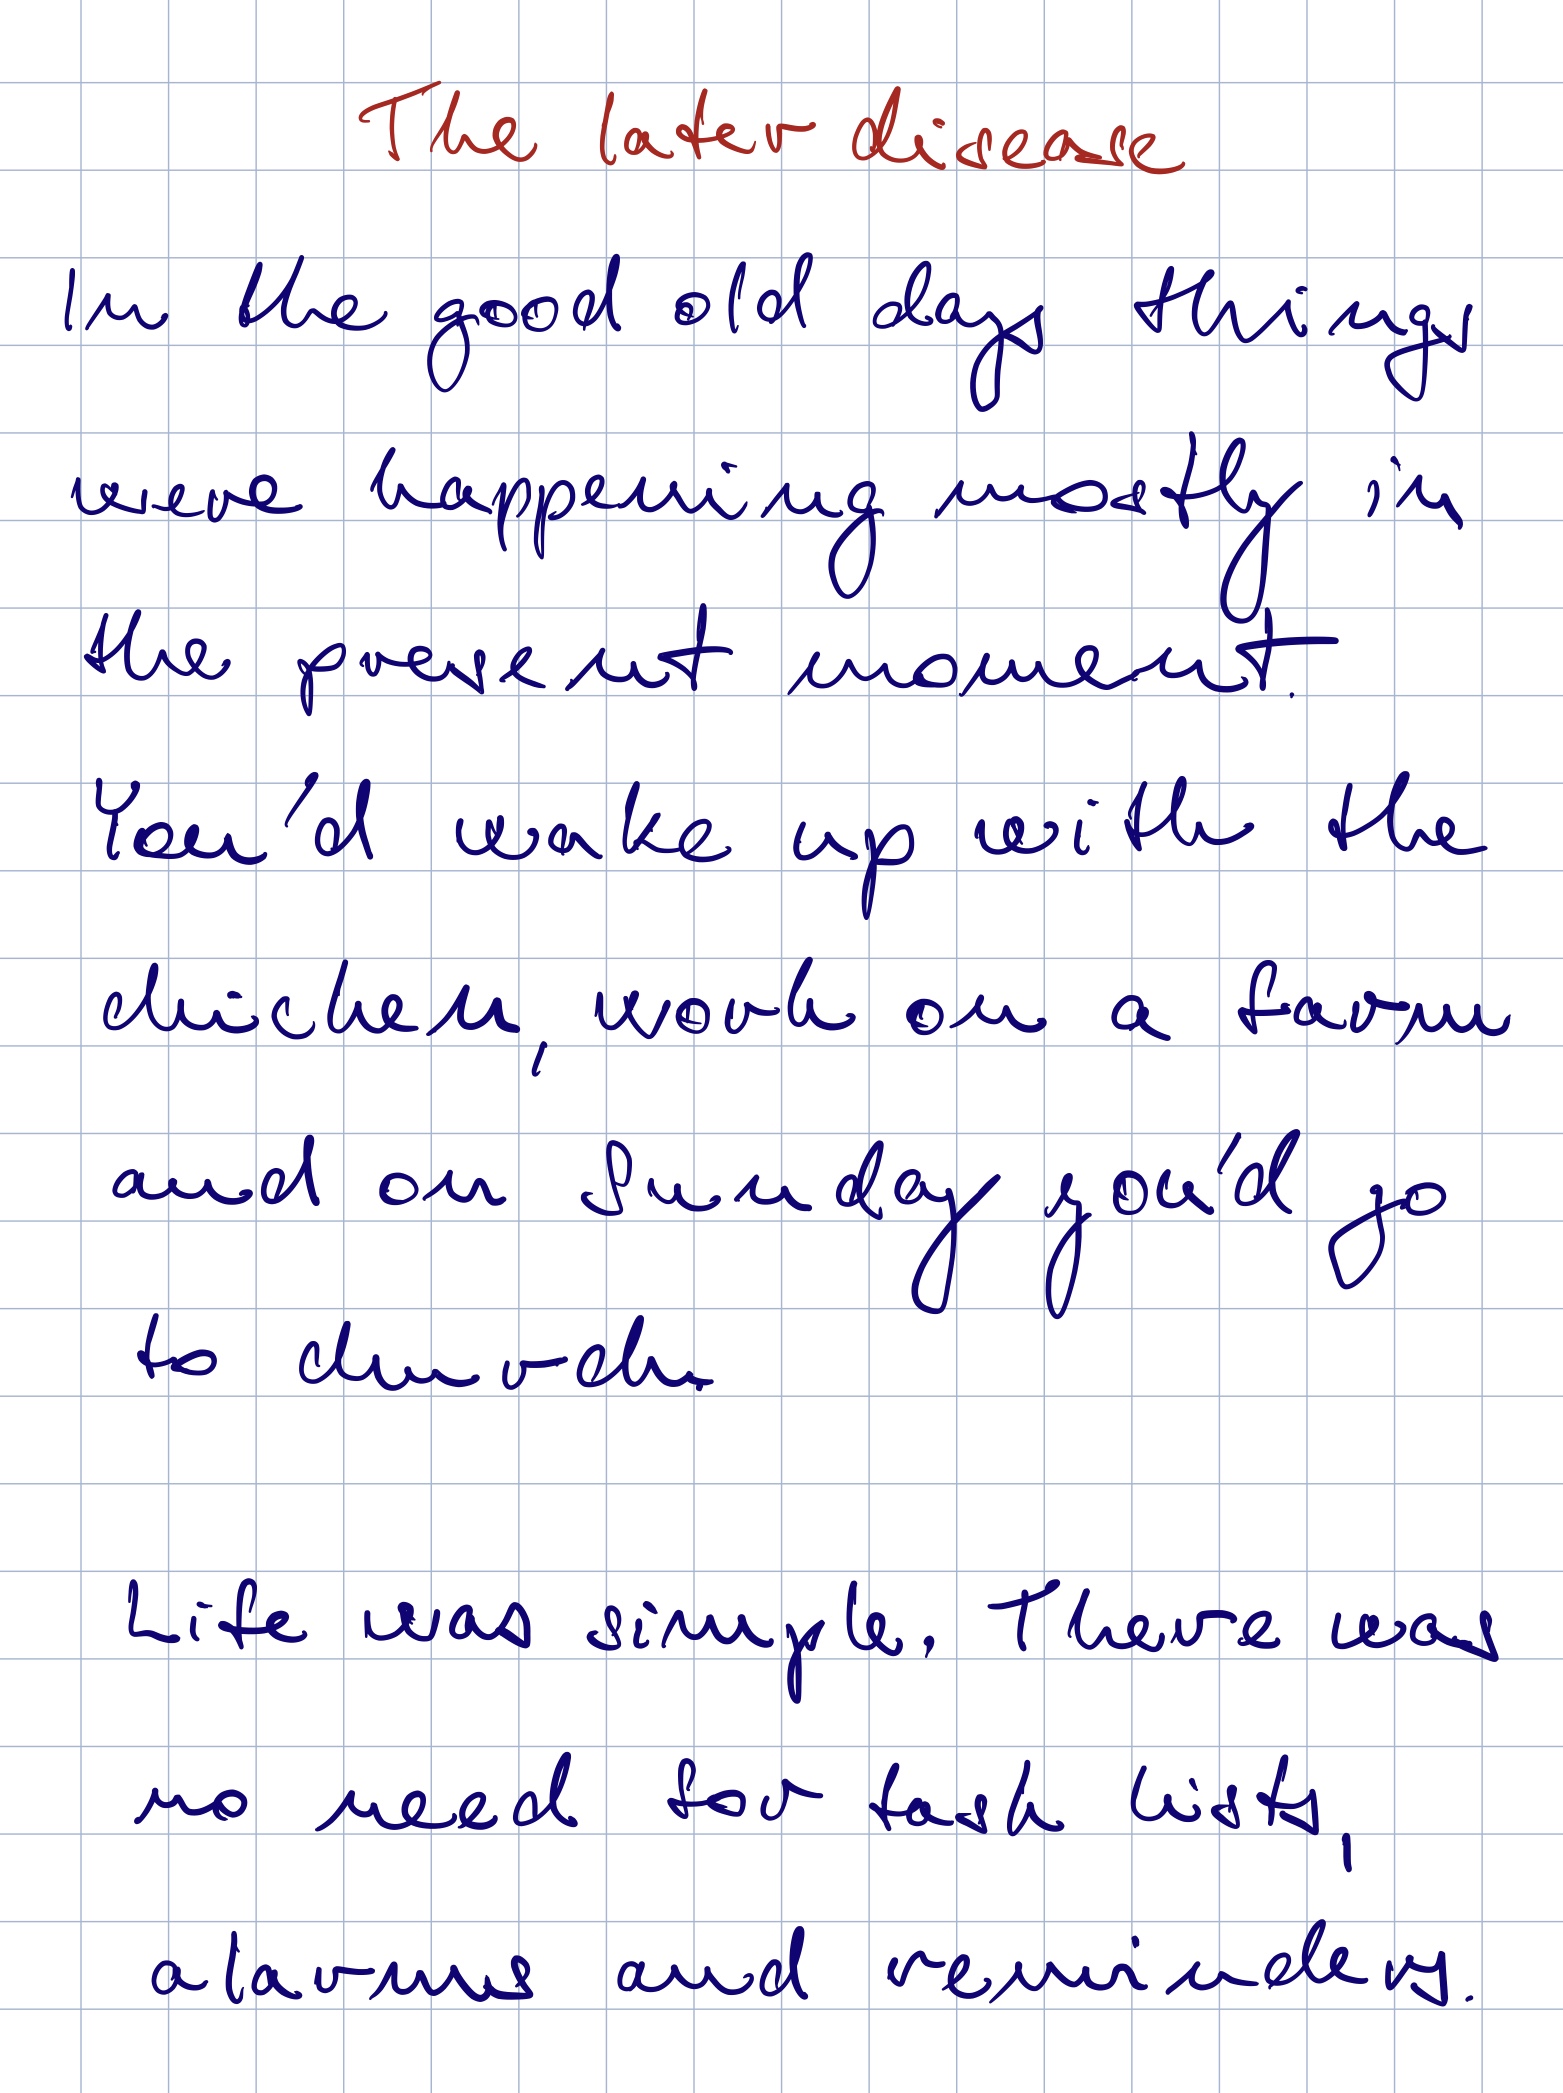 The later disease
In the good old days things
were happening mostly in
the present moment.
You'd wake up with the
chicken, work on a farm
and on Sunday you'd go
to church.
Life was simple. There was
no need for task lists,
alarms and reminders.